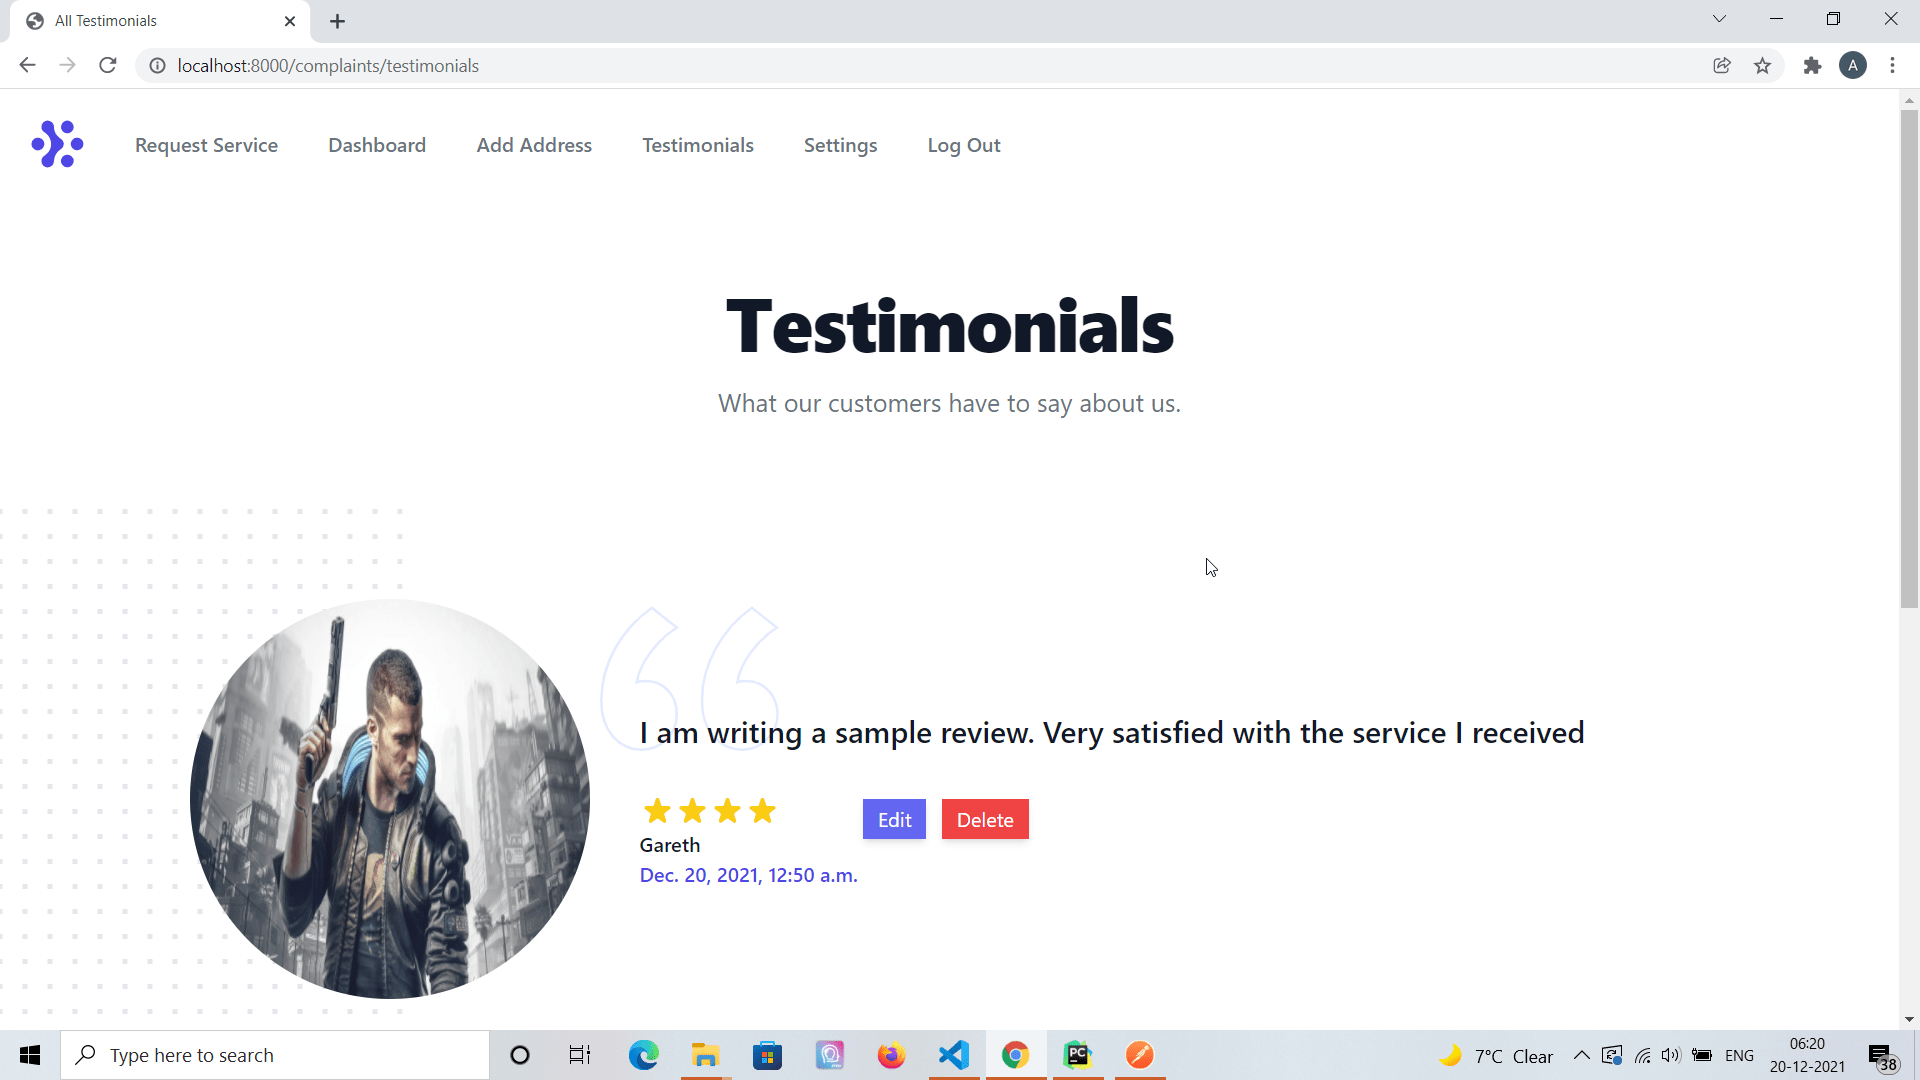 All Testimonials
localhost:8000/complaints/testimonials
A
Request Service
Dashboard
Add Address
Testimonials
Settings
Log Out
Testimonials
What our customers have to say about us.
I am writing a sample review. Very satisfied with the service I received
Edit
Delete
Gareth
Dec. 20, 2021, 12:50 a.m.
Type here to search
PC
7°C Clear
ENG
06:20
20-12-2021
38